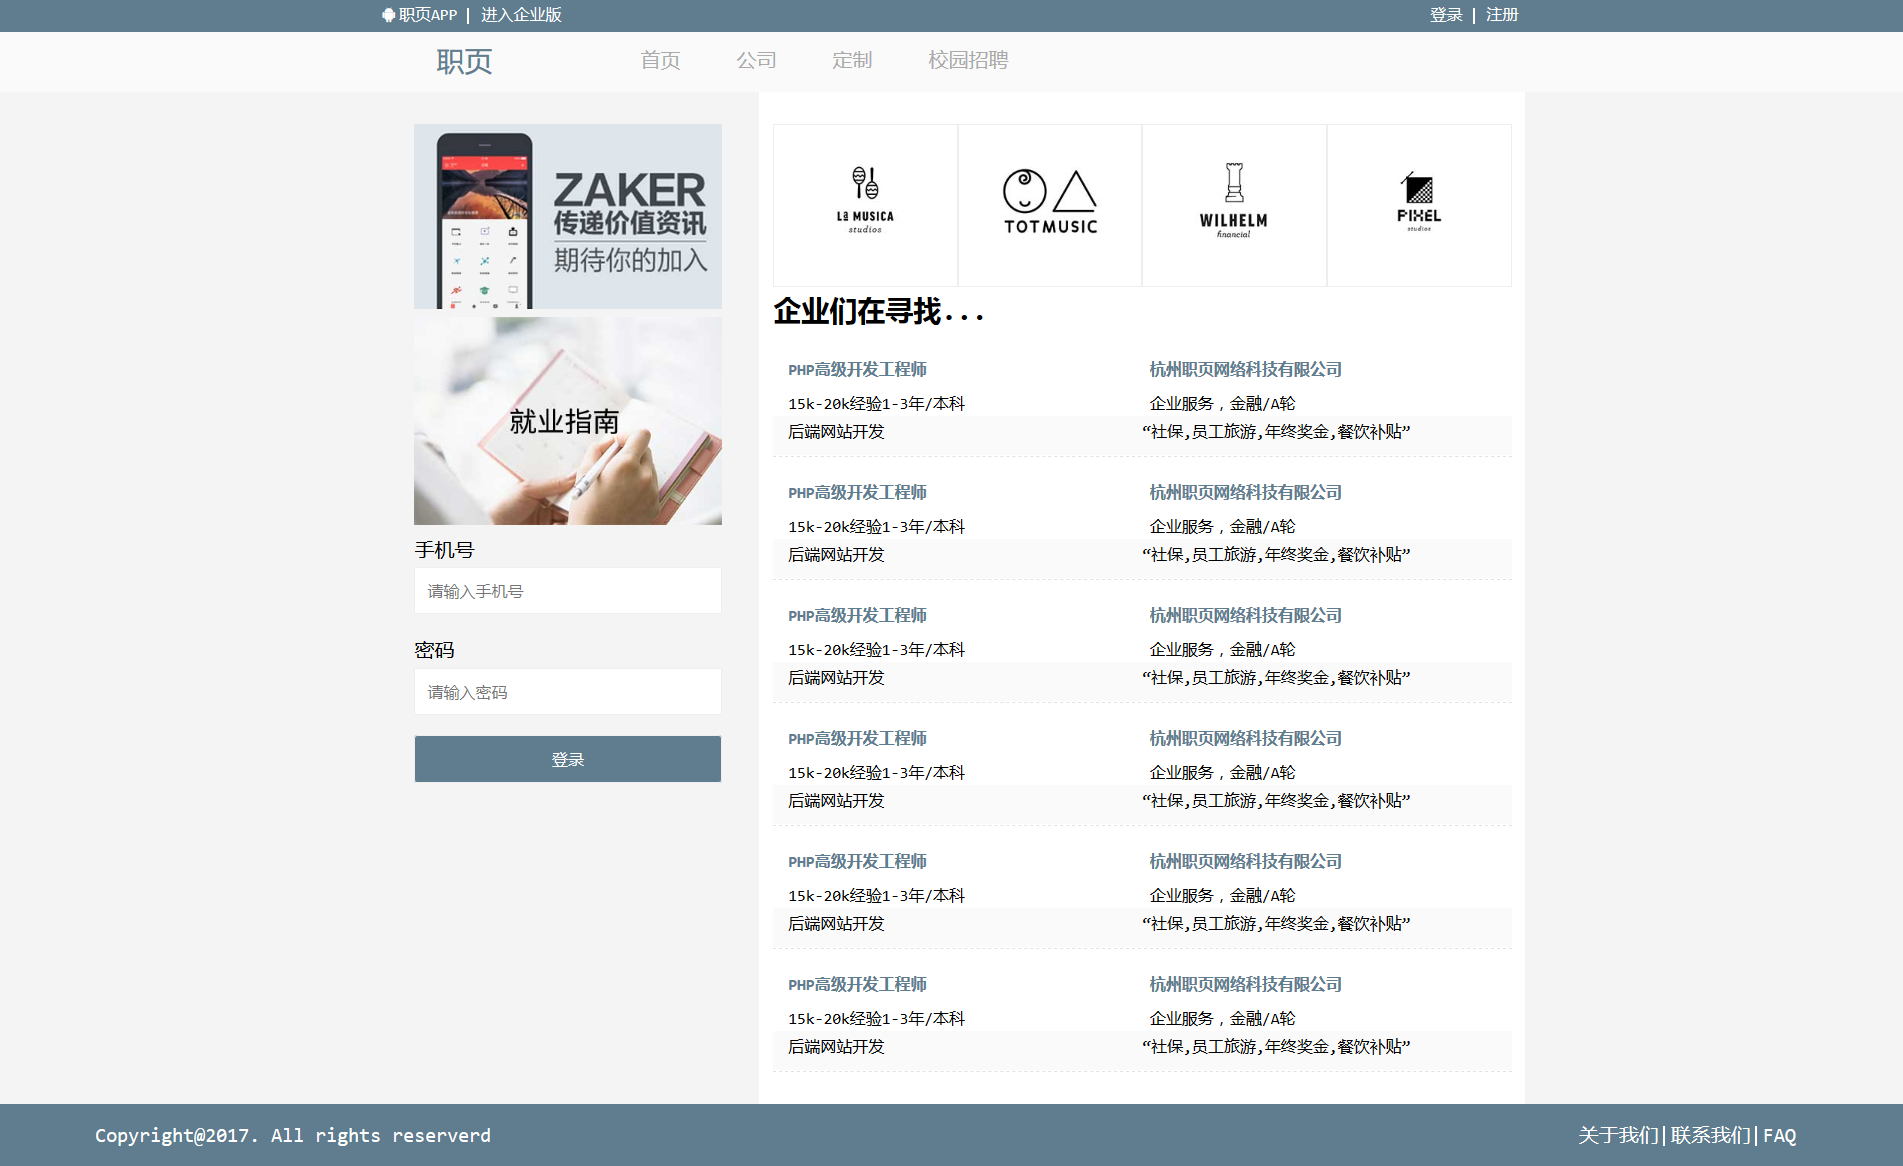 职页APP | 进入企业版
登录 | 注册
职页
首页 公司 定制 校园招聘
ZAKER
传递价值资讯
期待你的加入
就业指南
手机号
请输入手机号
密码
请输入密码
登录
La MUSICA
studios
TOTMUSIC
WILHELM
financial
PIXEL
studios
企业们在寻找...
PHP高级开发工程师 杭州职页网络科技有限公司
15k-20k经验1-3年/本科 企业服务，金融/A轮
后端网站开发 “社保,员工旅游,年终奖金,餐饮补贴”
PHP高级开发工程师 杭州职页网络科技有限公司
15k-20k经验1-3年/本科 企业服务，金融/A轮
后端网站开发 “社保,员工旅游,年终奖金,餐饮补贴”
PHP高级开发工程师 杭州职页网络科技有限公司
15k-20k经验1-3年/本科 企业服务，金融/A轮
后端网站开发 “社保,员工旅游,年终奖金,餐饮补贴”
PHP高级开发工程师 杭州职页网络科技有限公司
15k-20k经验1-3年/本科 企业服务，金融/A轮
后端网站开发 “社保,员工旅游,年终奖金,餐饮补贴”
PHP高级开发工程师 杭州职页网络科技有限公司
15k-20k经验1-3年/本科 企业服务，金融/A轮
后端网站开发 “社保,员工旅游,年终奖金,餐饮补贴”
PHP高级开发工程师 杭州职页网络科技有限公司
15k-20k经验1-3年/本科 企业服务，金融/A轮
后端网站开发 “社保,员工旅游,年终奖金,餐饮补贴”
Copyright@2017. All rights reserverd
关于我们|联系我们|FAQ